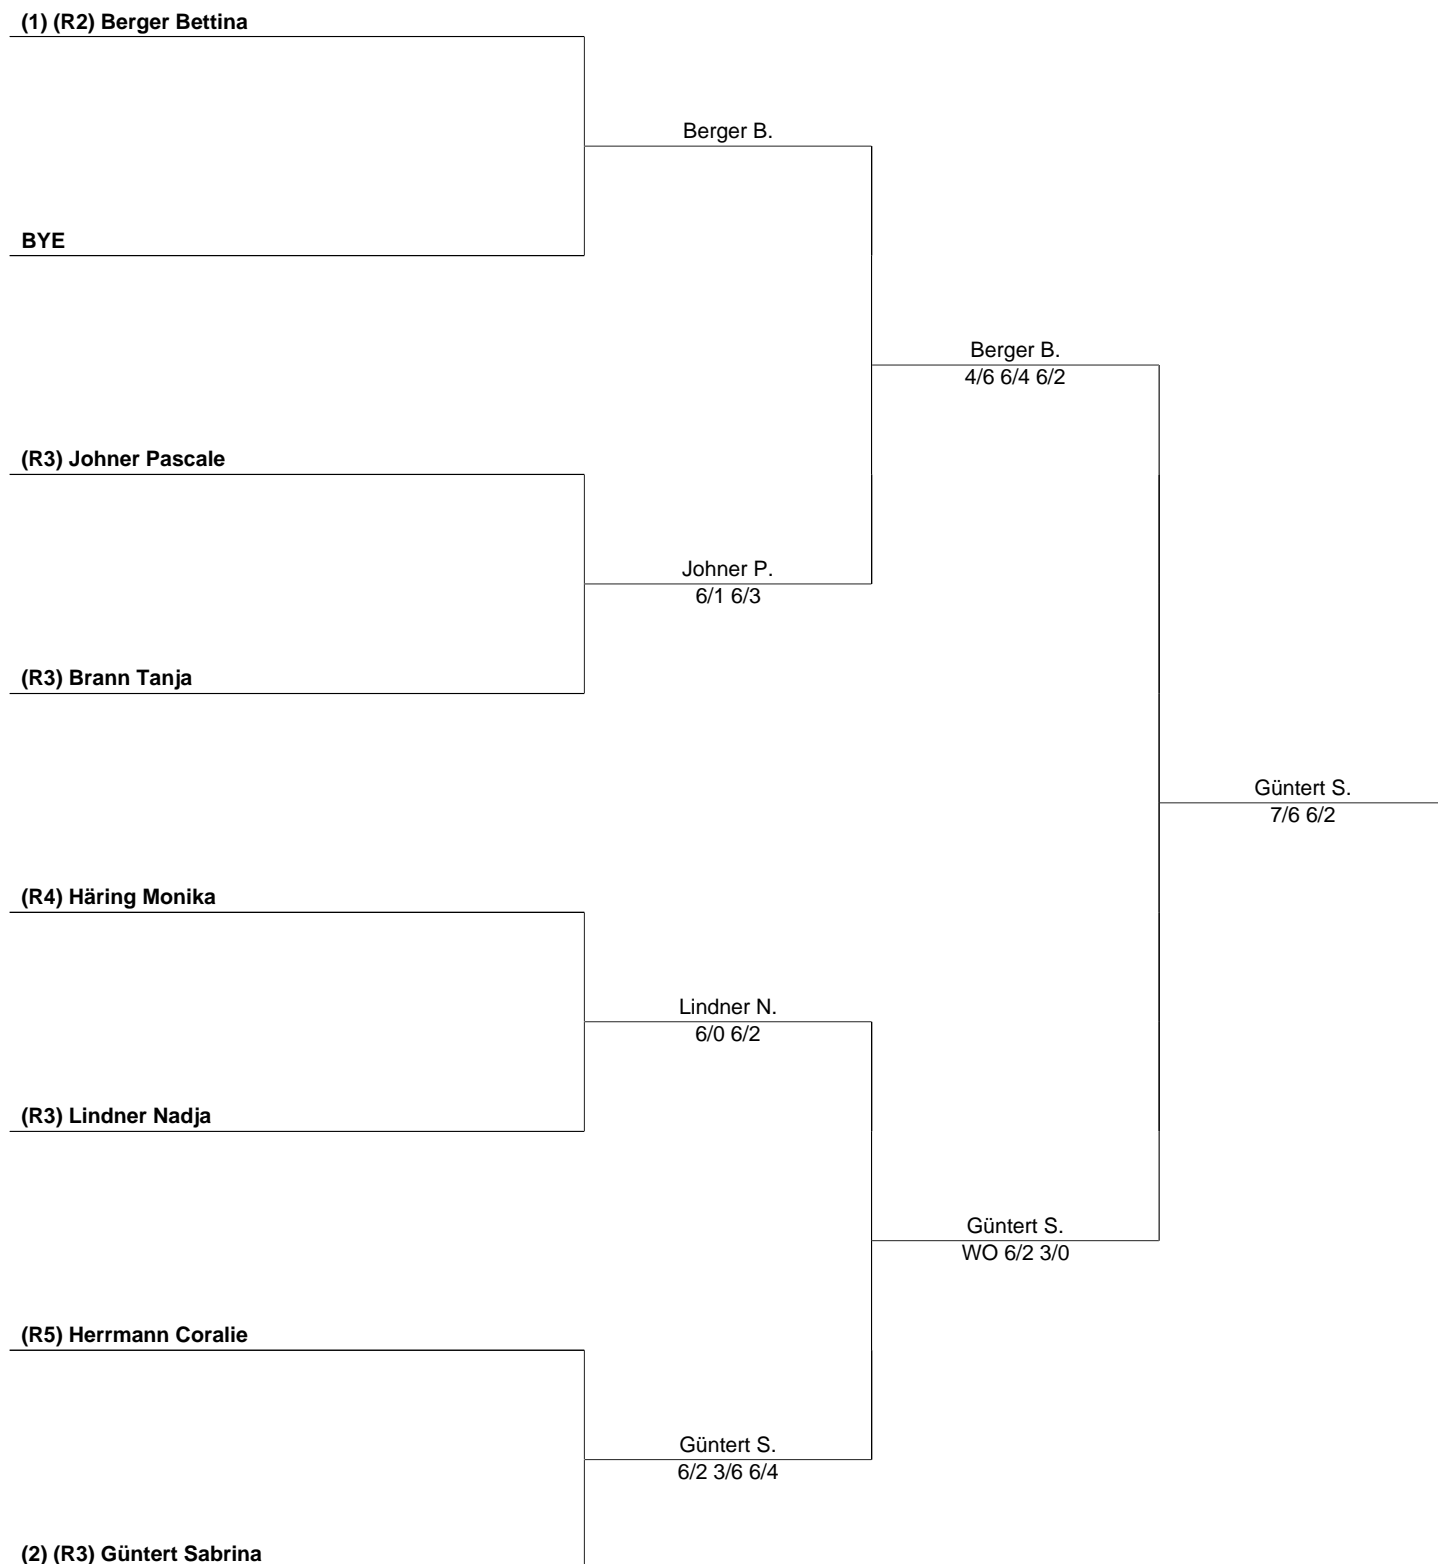 (1) (R2) Berger Bettina
Berger B.
BYE
Berger B.
4/6 6/4 6/2
(R3) Johner Pascale
Johner P.
6/1 6/3
(R3) Brann Tanja
Güntert S.
7/6 6/2
(R4) Häring Monika
Lindner N.
6/0 6/2
(R3) Lindner Nadja
Güntert S.
WO 6/2 3/0
(R5) Herrmann Coralie
Güntert S.
6/2 3/6 6/4
(2) (R3) Güntert Sabrina